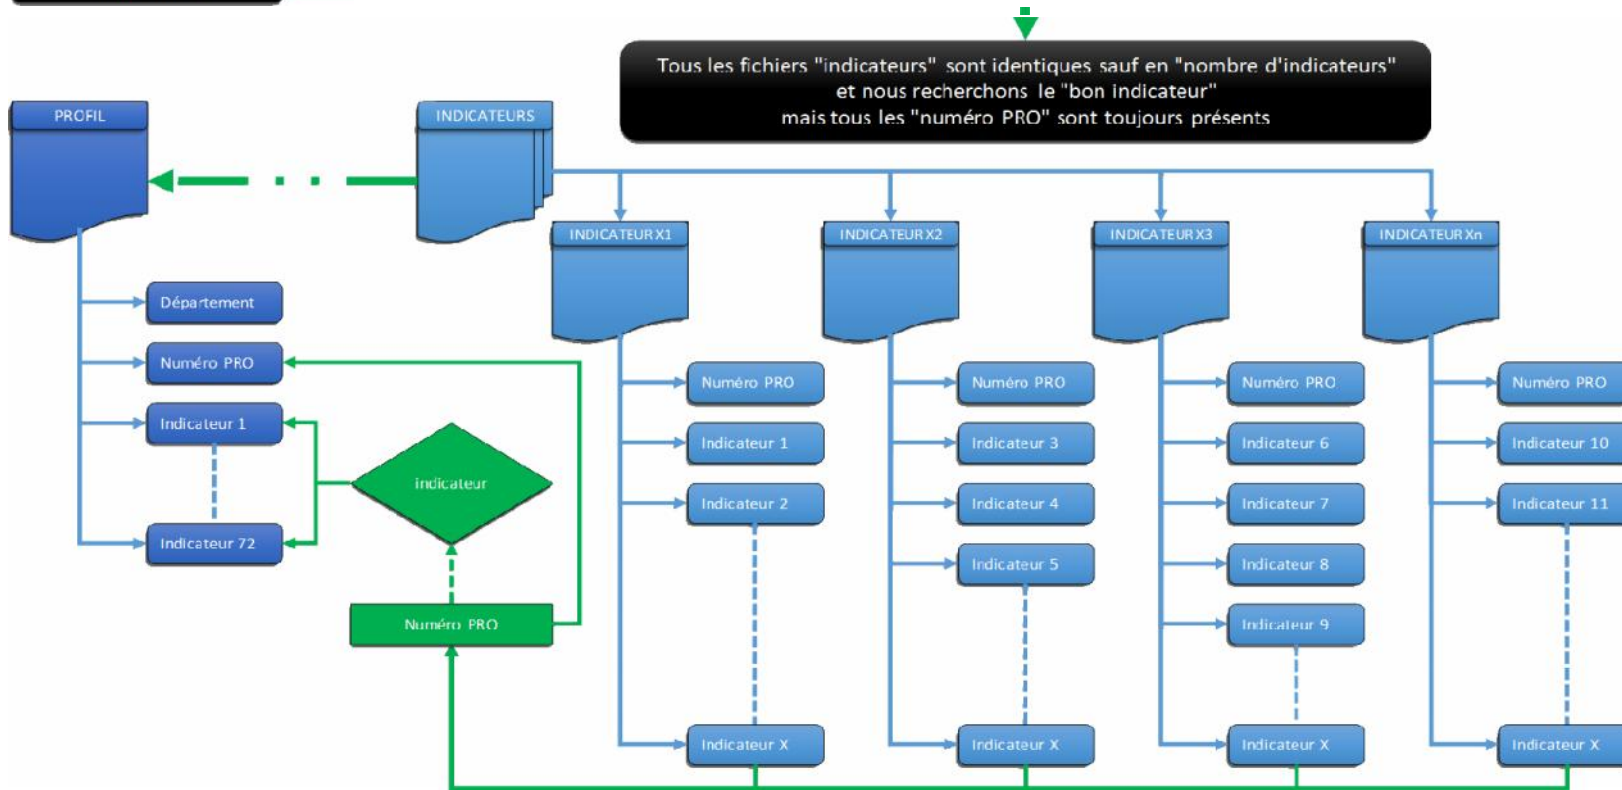 Tous les fichiers "indicateurs" sont identiques sauf en "nombre d'indicateurs"
et nous recherchons le "bon indicateur"
mais tous les "numéro PRO" sont toujours présents
PROFIL
INDICATEURS
INDICATEUR X1
INDICATEUR X2
INDICATEUR X3
INDICATEUR Xn
Département
Numéro PRO
Indicateur 1
Indicateur 72
indicateur
Numéro PRO
Numéro PRO
Indicateur 1
Indicateur 2
Indicateur X
Numéro PRO
Indicateur 3
Indicateur 4
Indicateur 5
Indicateur X
Numéro PRO
Indicateur 6
Indicateur 7
Indicateur 8
Indicateur 9
Indicateur X
Numéro PRO
Indicateur 10
Indicateur 11
Indicateur X